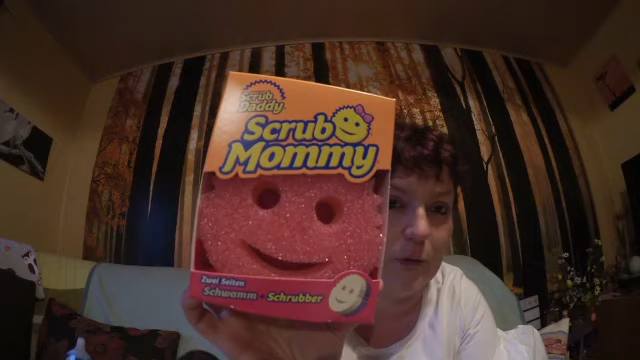 Scrub
Daddy
Scrub
Mommy
Zwei Seiten
Schwamm + Schrubber